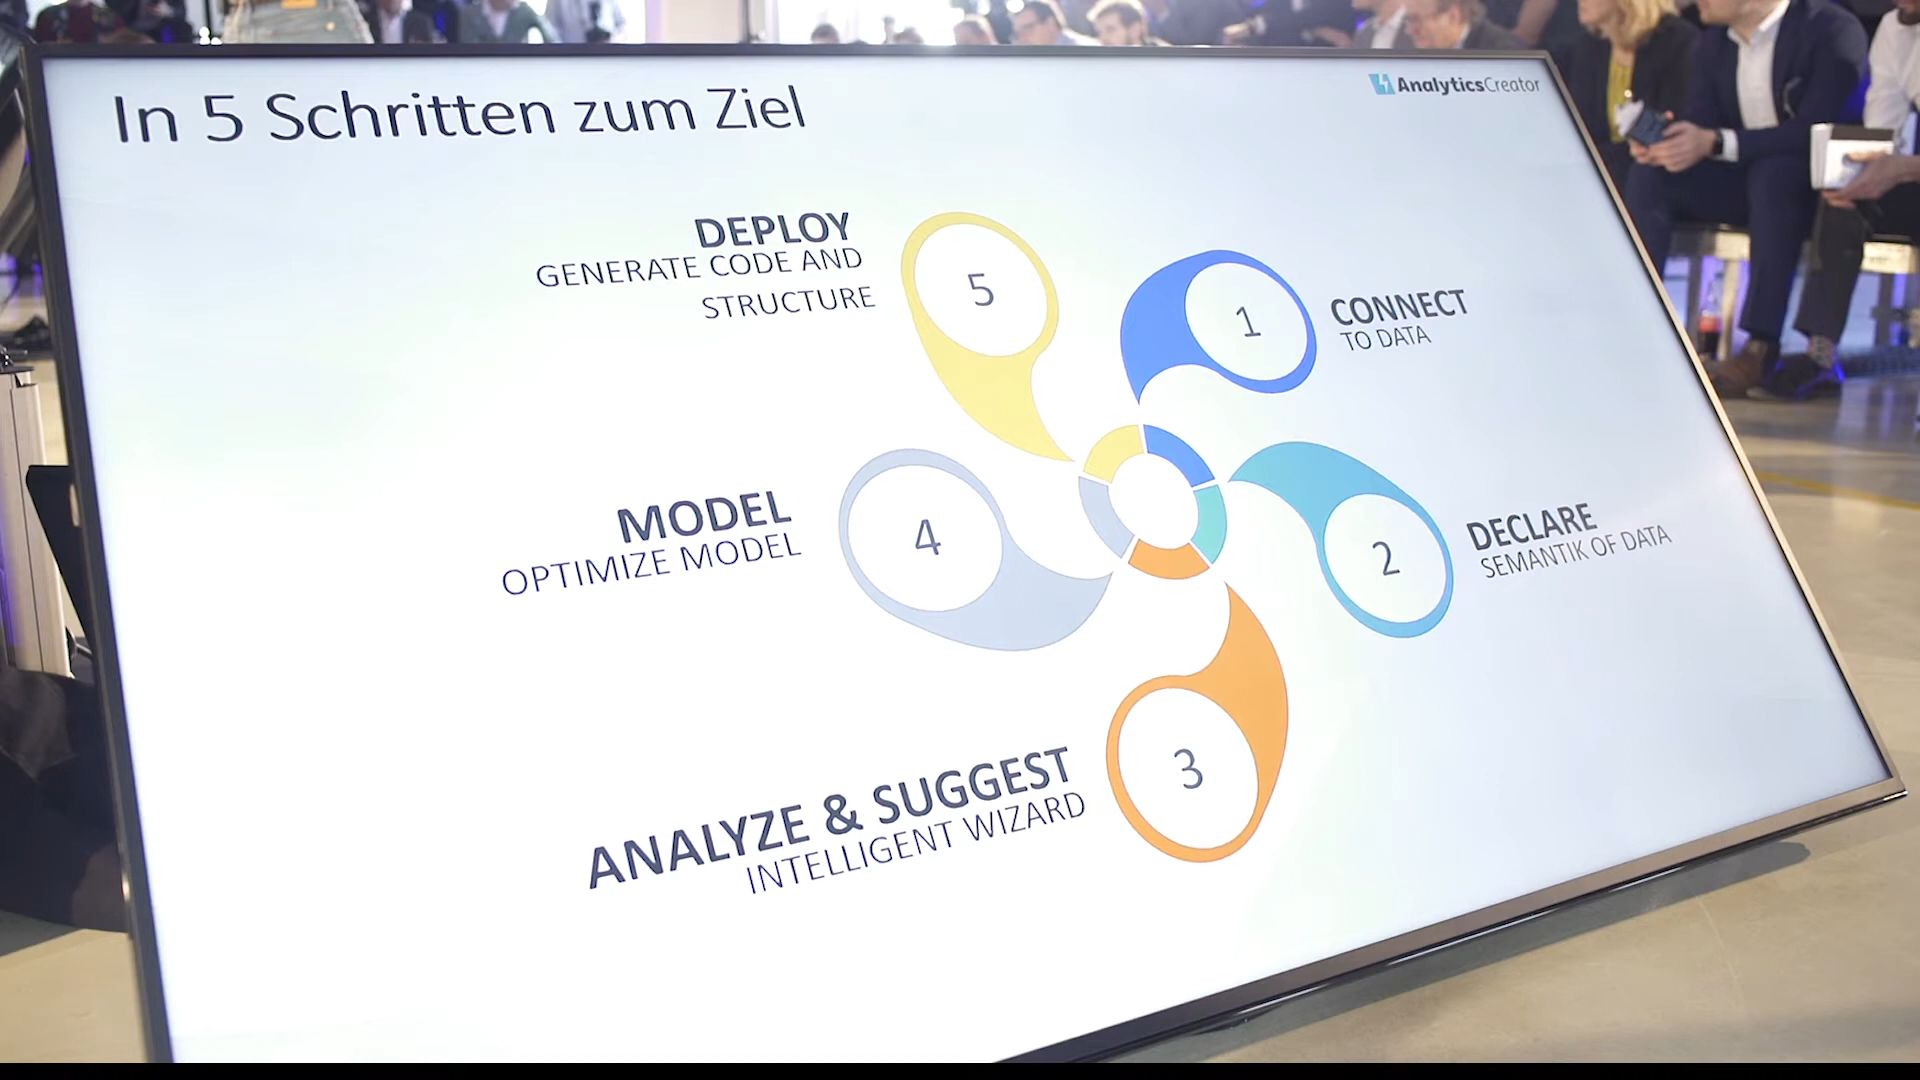 In 5 Schritten zum Ziel
AnalyticsCreator
1
CONNECT
TO DATA
2
DECLARE
SEMANTIK OF DATA
3
ANALYZE & SUGGEST
INTELLIGENT WIZARD
4
MODEL
OPTIMIZE MODEL
5
DEPLOY
GENERATE CODE AND
STRUCTURE